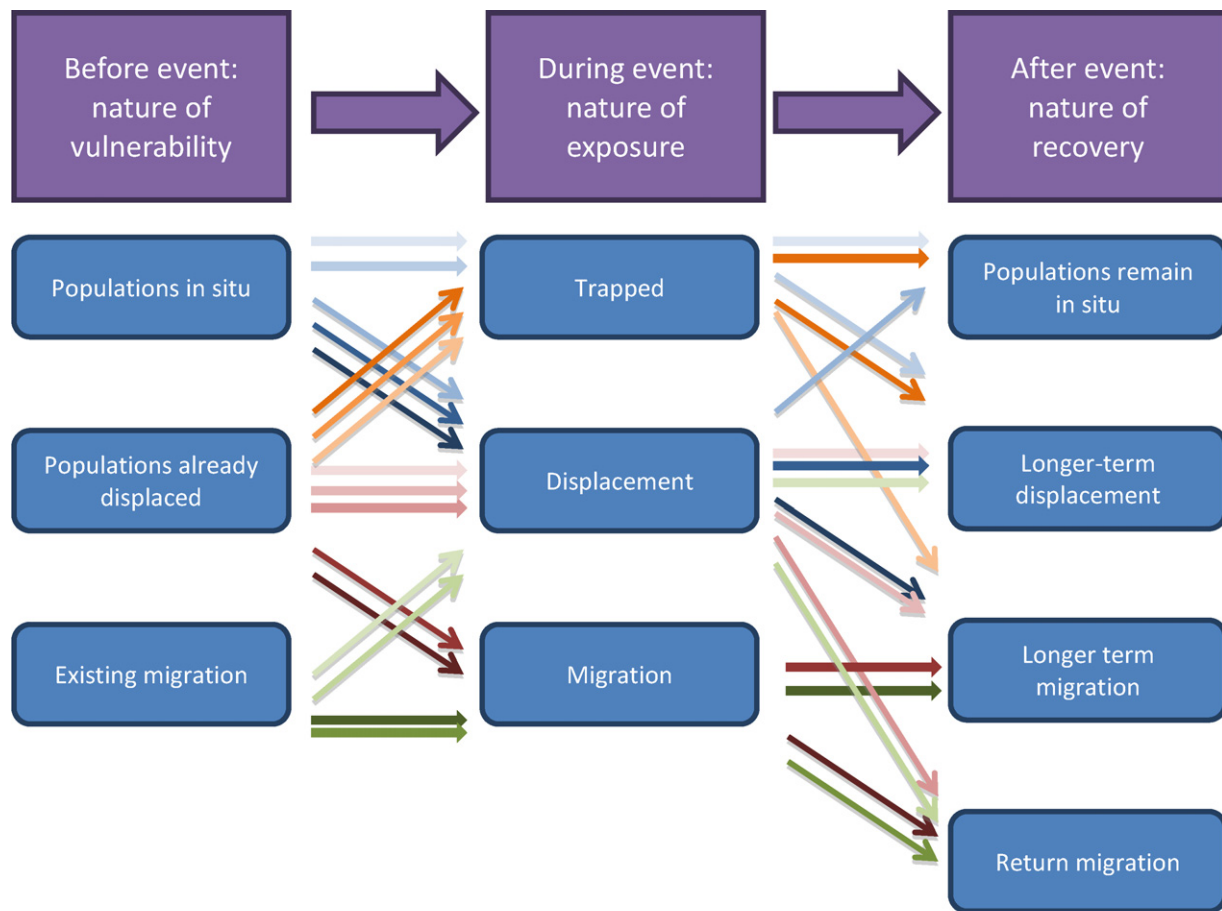 Before event:
nature of
vulnerability
During event:
nature of
exposure
After event:
nature of
recovery
Populations in situ
Trapped
Populations remain
in situ
Populations already
displaced
Displacement
Longer-term
displacement
Existing migration
Migration
Longer term
migration
Return migration